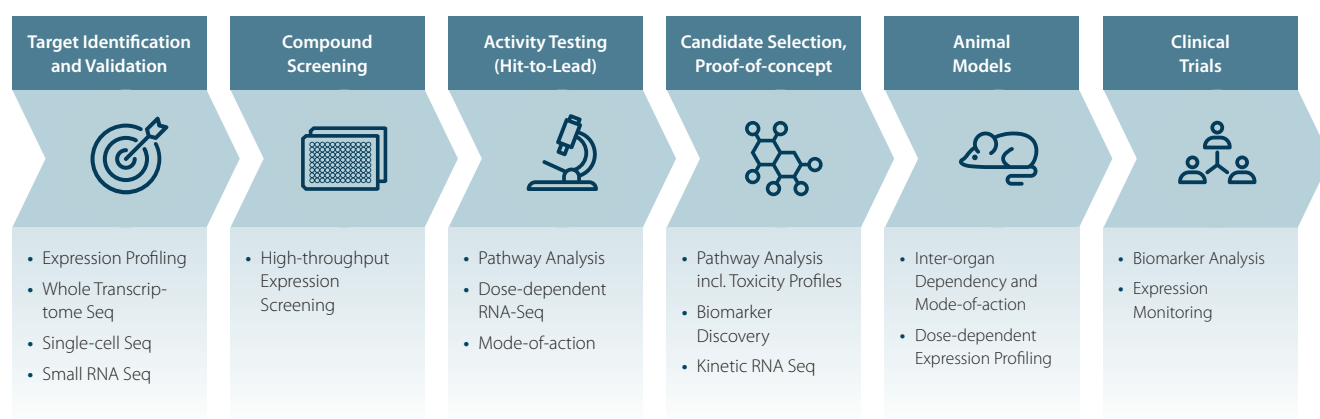 Target Identification
and Validation
Compound
Screening
Activity Testing
(Hit-to-Lead)
Candidate Selection,
Proof-of-concept
Animal
Models
Clinical
Trials
• Expression Profiling
• Whole Transcrip-
tome Seq
• Single-cell Seq
• Small RNA Seq
• High-throughput
Expression
Screening
• Pathway Analysis
• Dose-dependent
RNA-Seq
• Mode-of-action
• Pathway Analysis
incl. Toxicity Profiles
• Biomarker
Discovery
• Kinetic RNA Seq
• Inter-organ
Dependency and
Mode-of-action
• Dose-dependent
Expression Profiling
• Biomarker Analysis
• Expression
Monitoring